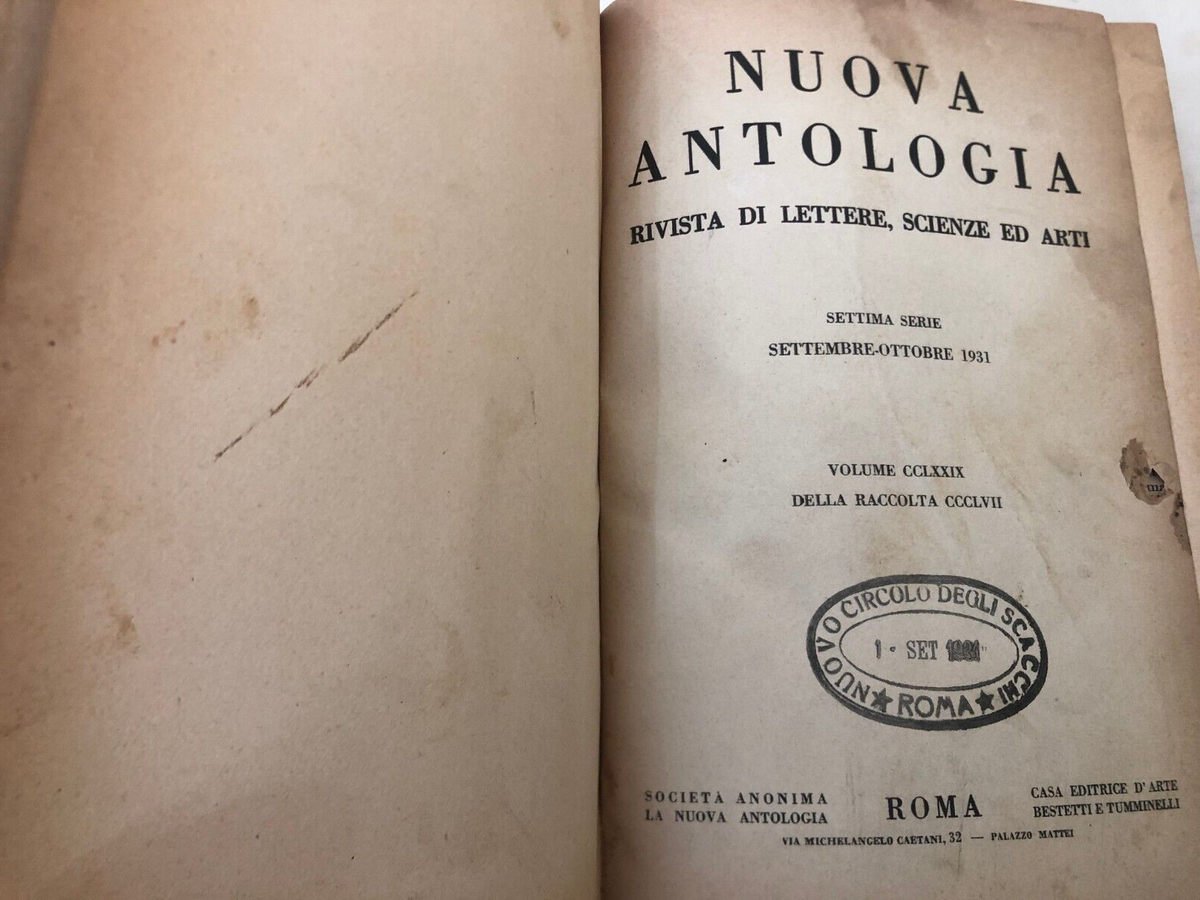 NUOVA
ANTOLOGIA
RIVISTA DI LETTERE, SCIENZE ED ARTI
SETTIMA SERIE
SETTEMBRE-OTTOBRE 1931
VOLUME CCLXXIX
DELLA RACCOLTA CCCLVII
NUOVO CIRCOLO DEGLI SCACCHI
1 - SET 1931
★ ROMA ★
SOCIETÀ ANONIMA
LA NUOVA ANTOLOGIA
ROMA
CASA EDITRICE D'ARTE
BESTETTI E TUMMINELLI
VIA MICHELANGELO CAETANI, 32 — PALAZZO MATTEI